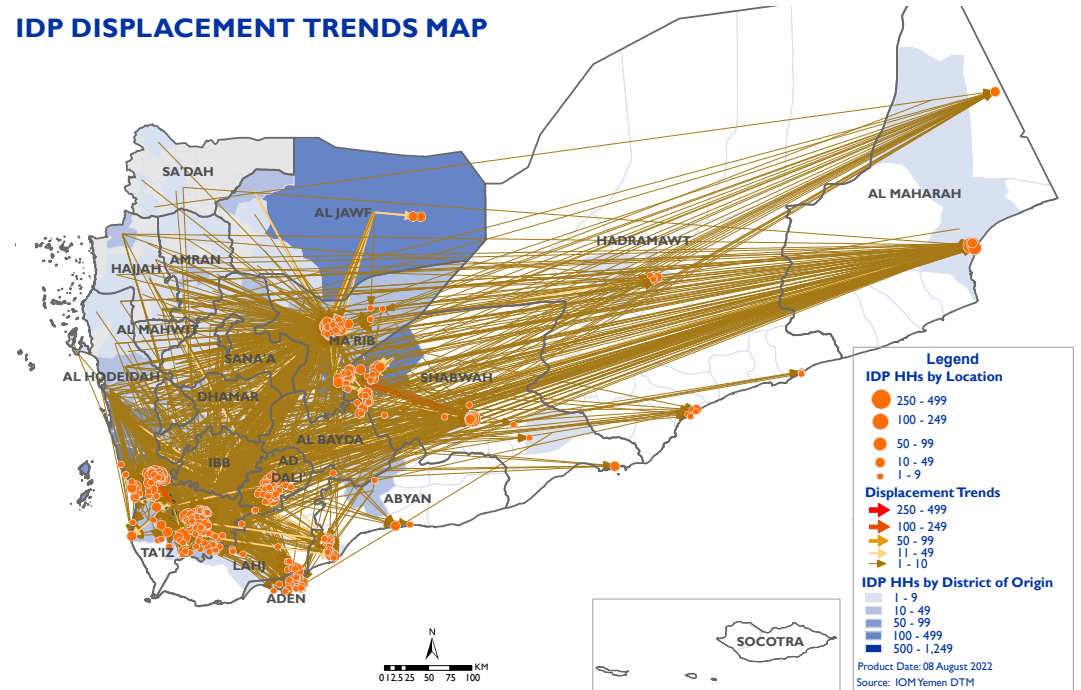 IDP DISPLACEMENT TRENDS MAP
SA'DAH
AL JAWF
AL MAHARAH
HADRAMAWT
AMRAN
HAJJAH
AL MAHWIT
MA'RIB
SANA'A
AL HODEIDAH
SHABWAH
DHAMAR
AL BAYDA
IBB
AD
DALI'
ABYAN
TA'IZ
LAHJ
ADEN
SOCOTRA
N
KM
0 12.5 25 50 75 100
Legend
IDP HHs by Location
250 - 499
100 - 249
50 - 99
10 - 49
1 - 9
Displacement Trends
250 - 499
100 - 249
50 - 99
11 - 49
1 - 10
IDP HHs by District of Origin
1 - 9
10 - 49
50 - 99
100 - 499
500 - 1,249
Product Date: 08 August 2022
Source: IOM Yemen DTM